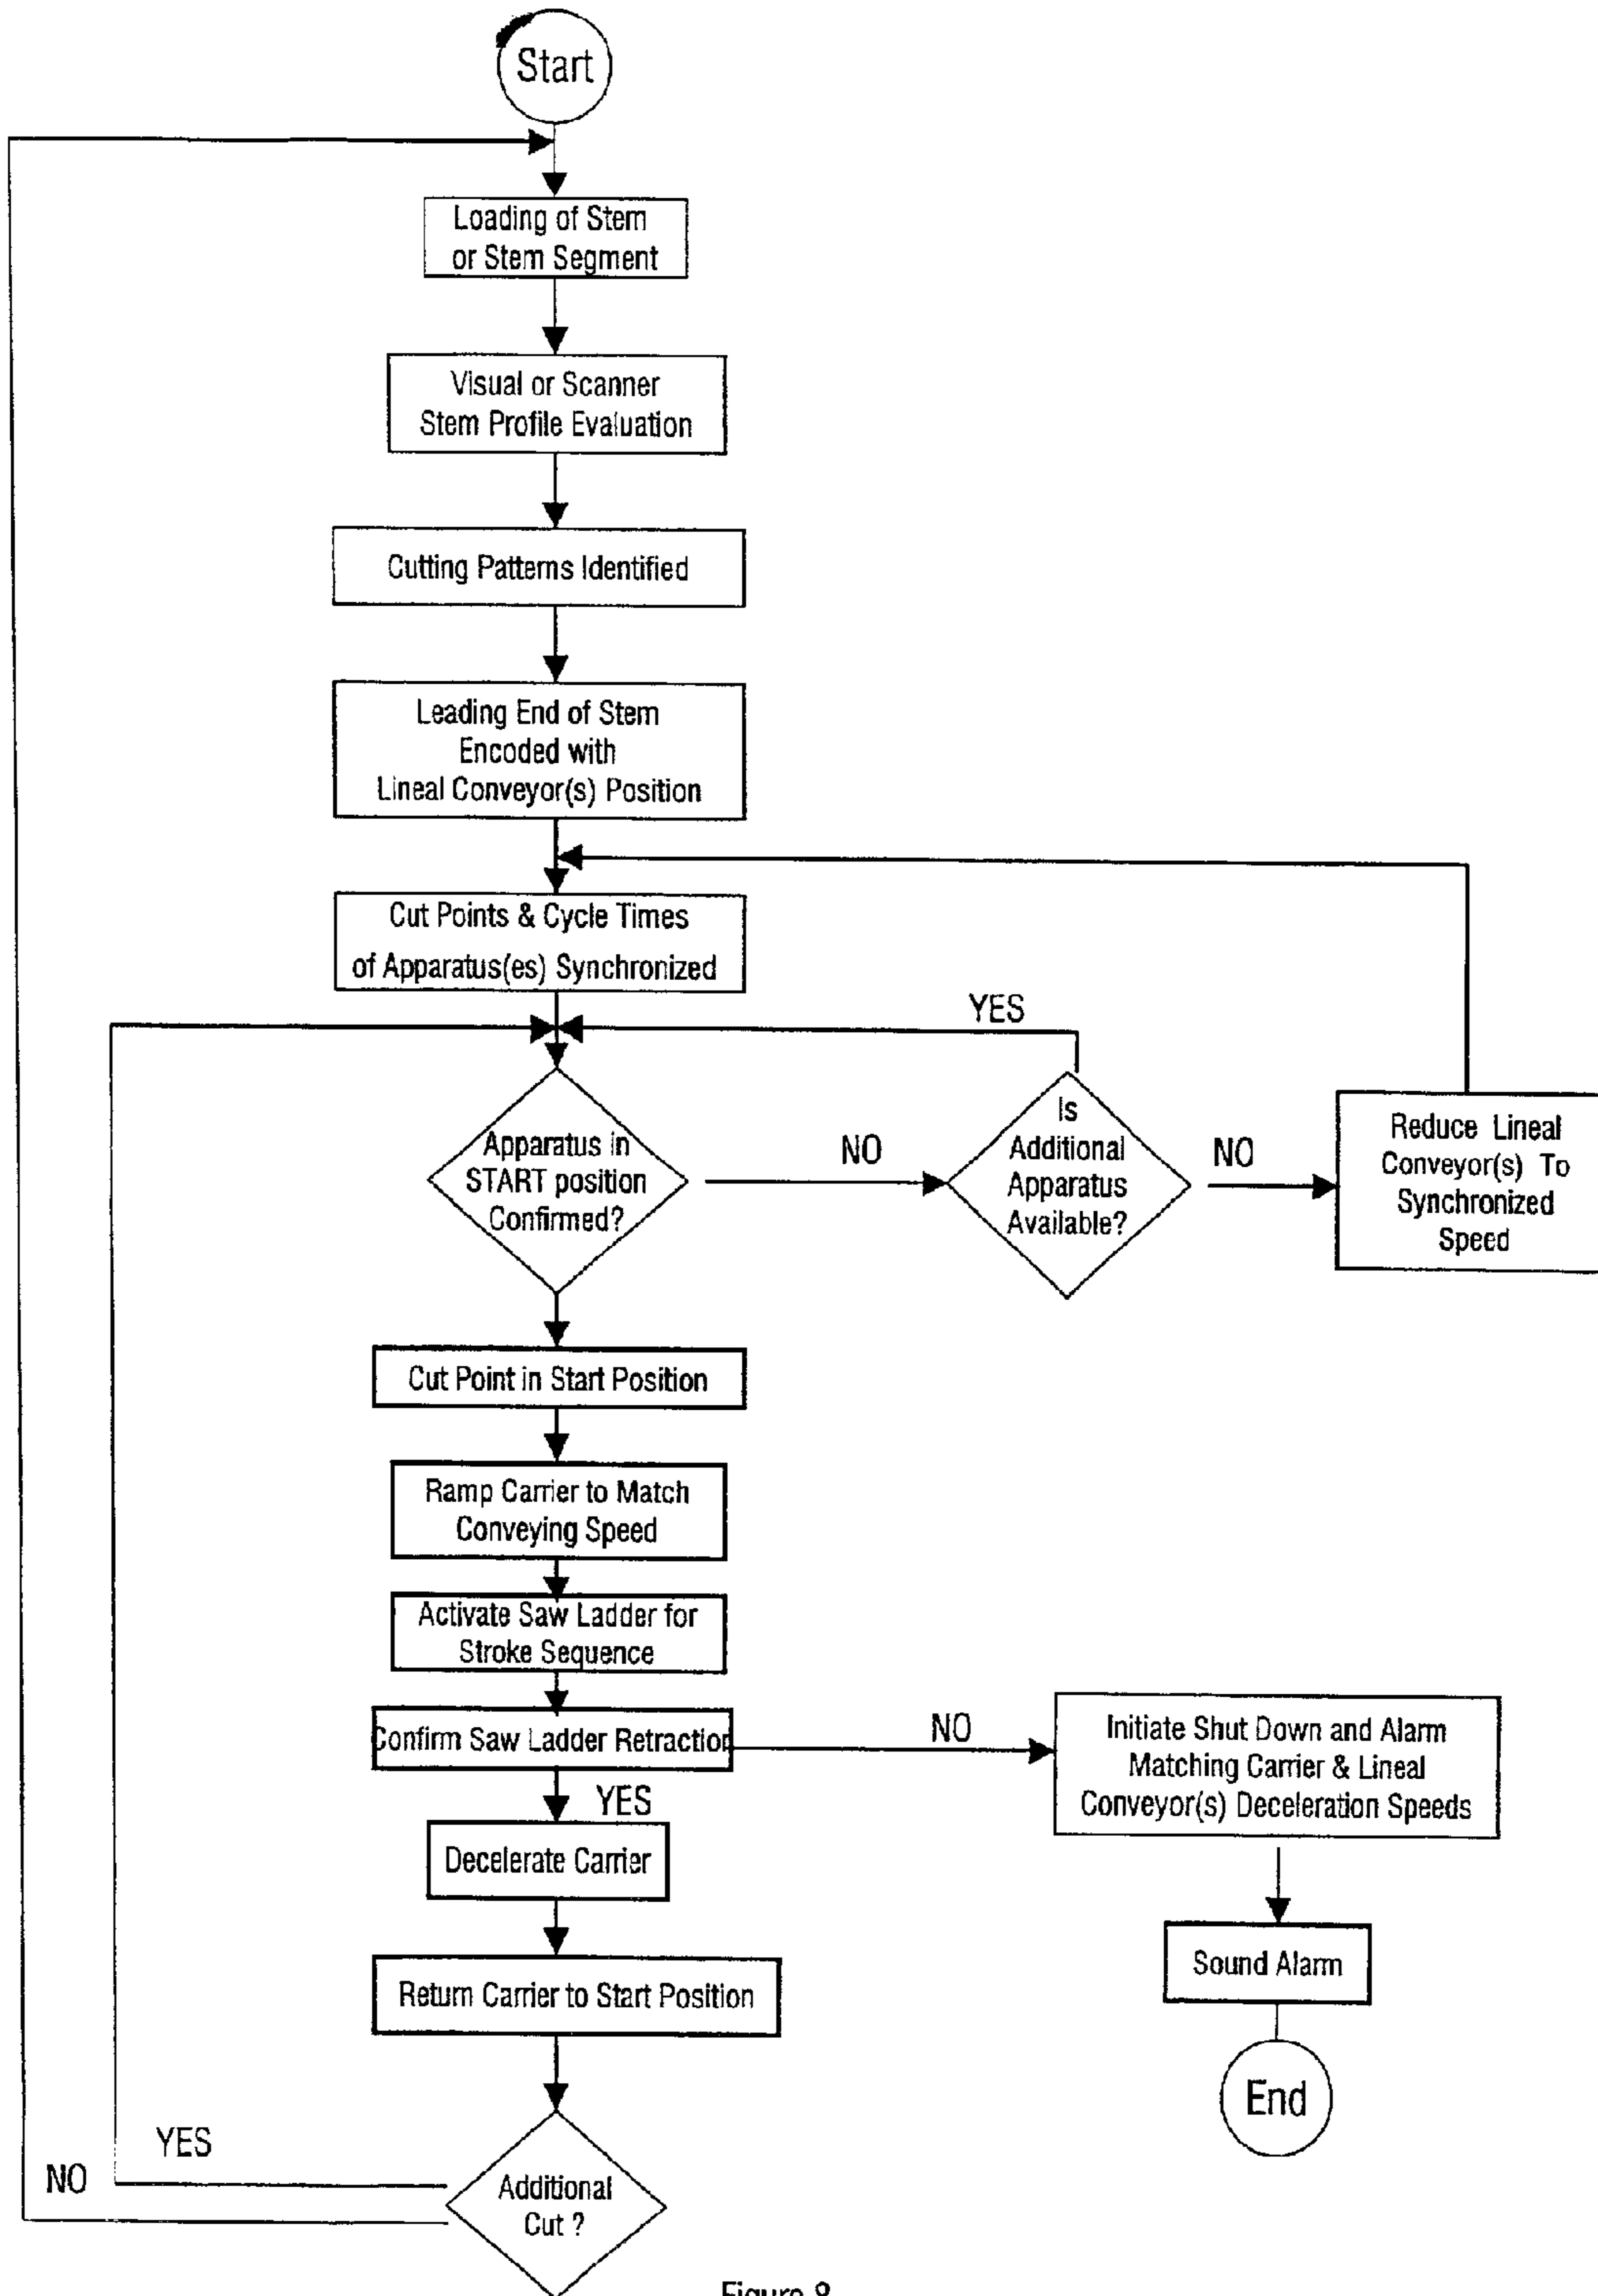 Start
Loading of Stem
or Stem Segment
Visual or Scanner
Stem Profile Evaluation
Cutting Patterns Identified
Leading End of Stem
Encoded with
Lineal Conveyor(s) Position
Cut Points & Cycle Times
of Apparatus(es) Synchronized
YES
Apparatus in
START position
Confirmed?
NO
Is
Additional
Apparatus
Available?
NO
Reduce Lineal
Conveyor(s) To
Synchronized
Speed
Cut Point in Start Position
Ramp Carrier to Match
Conveying Speed
Activate Saw Ladder for
Stroke Sequence
Confirm Saw Ladder Retraction
NO
Initiate Shut Down and Alarm
Matching Carrier & Lineal
Conveyor(s) Deceleration Speeds
YES
Decelerate Carrier
Sound Alarm
Return Carrier to Start Position
End
YES
NO
Additional
Cut ?
Figure 8